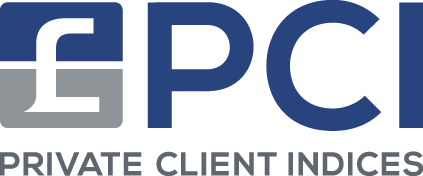 £PCI
PRIVATE CLIENT INDICES